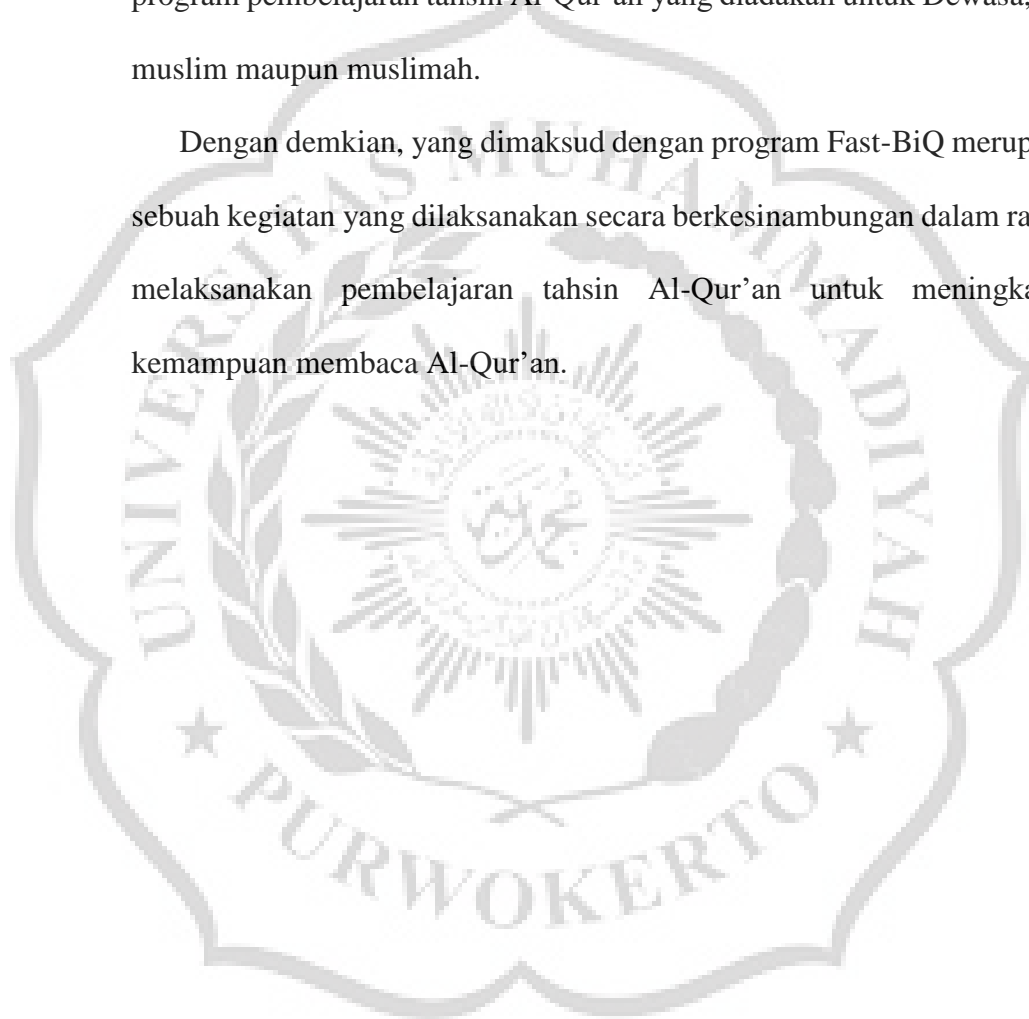 program pembelajaran tahsin Al-Qur'an yang diadakan untuk Dewasa,
muslim maupun muslimah.
Dengan demkian, yang dimaksud dengan program Fast-BiQ merup
sebuah kegiatan yang dilaksanakan secara berkesinambungan dalam ra
melaksanakan pembelajaran tahsin Al-Qur'an untuk meningka
kemampuan membaca Al-Qur'an.
UNIVERSITAS MUHAMMADIYAH
PURWOKERTO